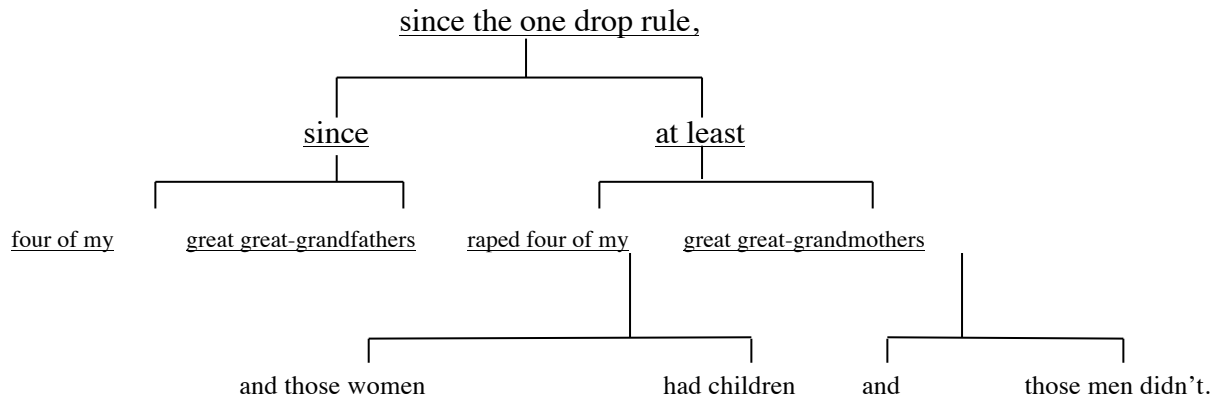 since the one drop rule,
since at least
four of my great great-grandfathers raped four of my great great-grandmothers
and those women had children and those men didn’t.